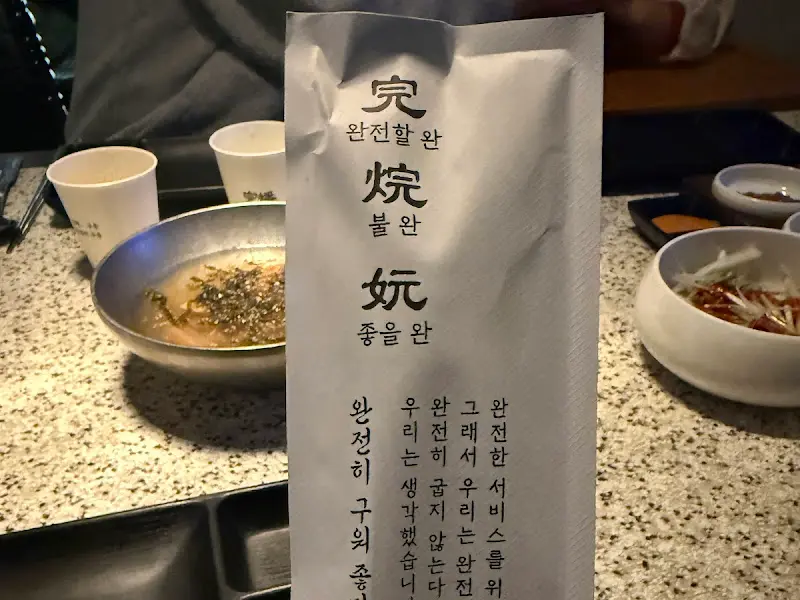 完
완전할 완
烷
불 완
妧
좋을 완
완전히 구워 좋
우리는 생각했습니
완전히 굽지 않는다
그래서 우리는 완전
완전한 서비스를 위